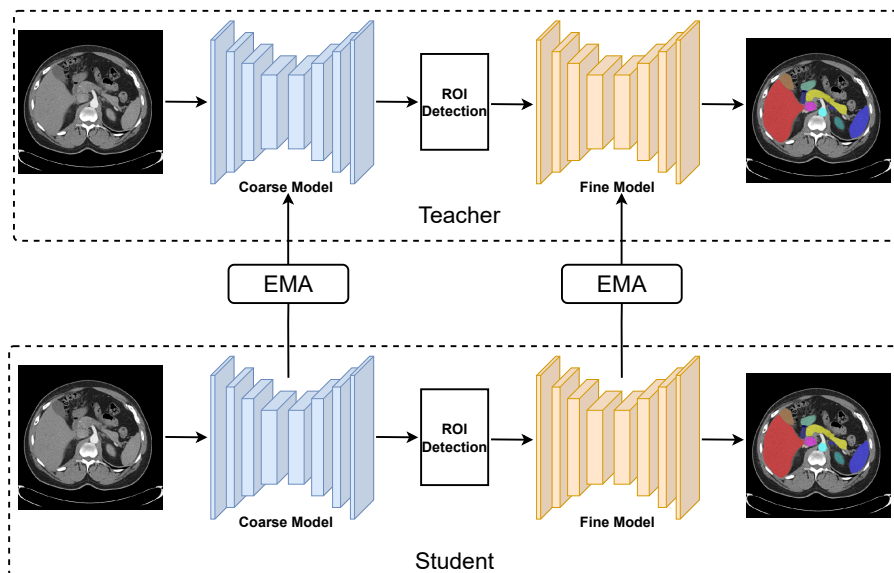 ROI
Detection
Coarse Model
Fine Model
Teacher
EMA
EMA
ROI
Detection
Coarse Model
Fine Model
Student